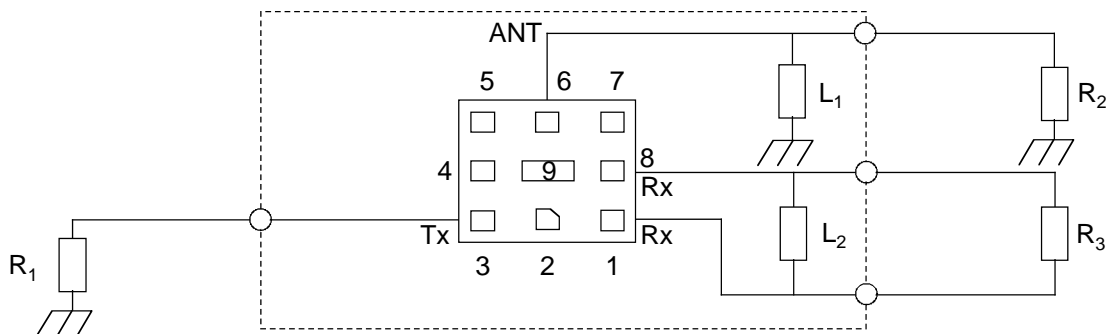 ANT
5 6 7
L₁
R₂
4 9 8
Rx
Tx Rx
L₂
R₃
R₁
3 2 1